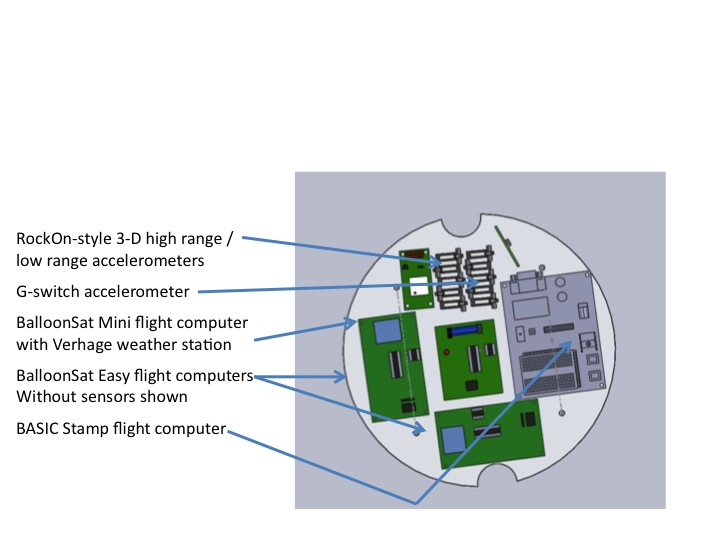 RockOn-style 3-D high range /
low range accelerometers
G-switch accelerometer
BalloonSat Mini flight computer
with Verhage weather station
BalloonSat Easy flight computers
Without sensors shown
BASIC Stamp flight computer